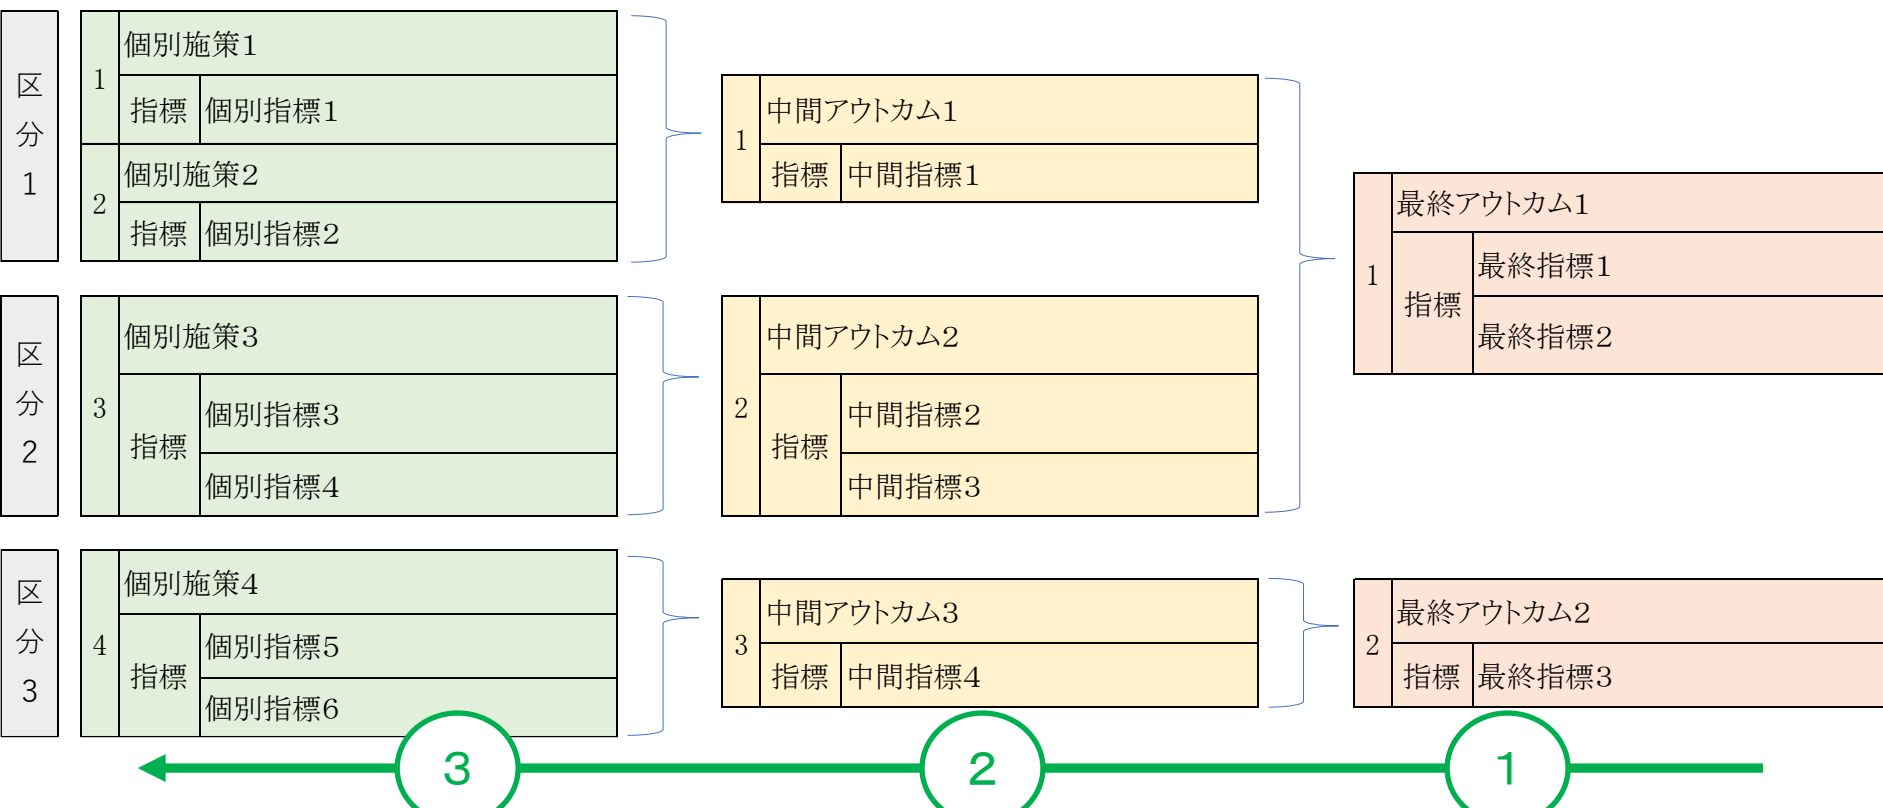 区分1
1
個別施策1
指標
個別指標1
2
個別施策2
指標
個別指標2
1
中間アウトカム1
指標
中間指標1
1
最終アウトカム1
指標
最終指標1
最終指標2
区分2
3
個別施策3
指標
個別指標3
個別指標4
2
中間アウトカム2
指標
中間指標2
中間指標3
区分3
4
個別施策4
指標
個別指標5
個別指標6
3
中間アウトカム3
指標
中間指標4
2
最終アウトカム2
指標
最終指標3
3
2
1